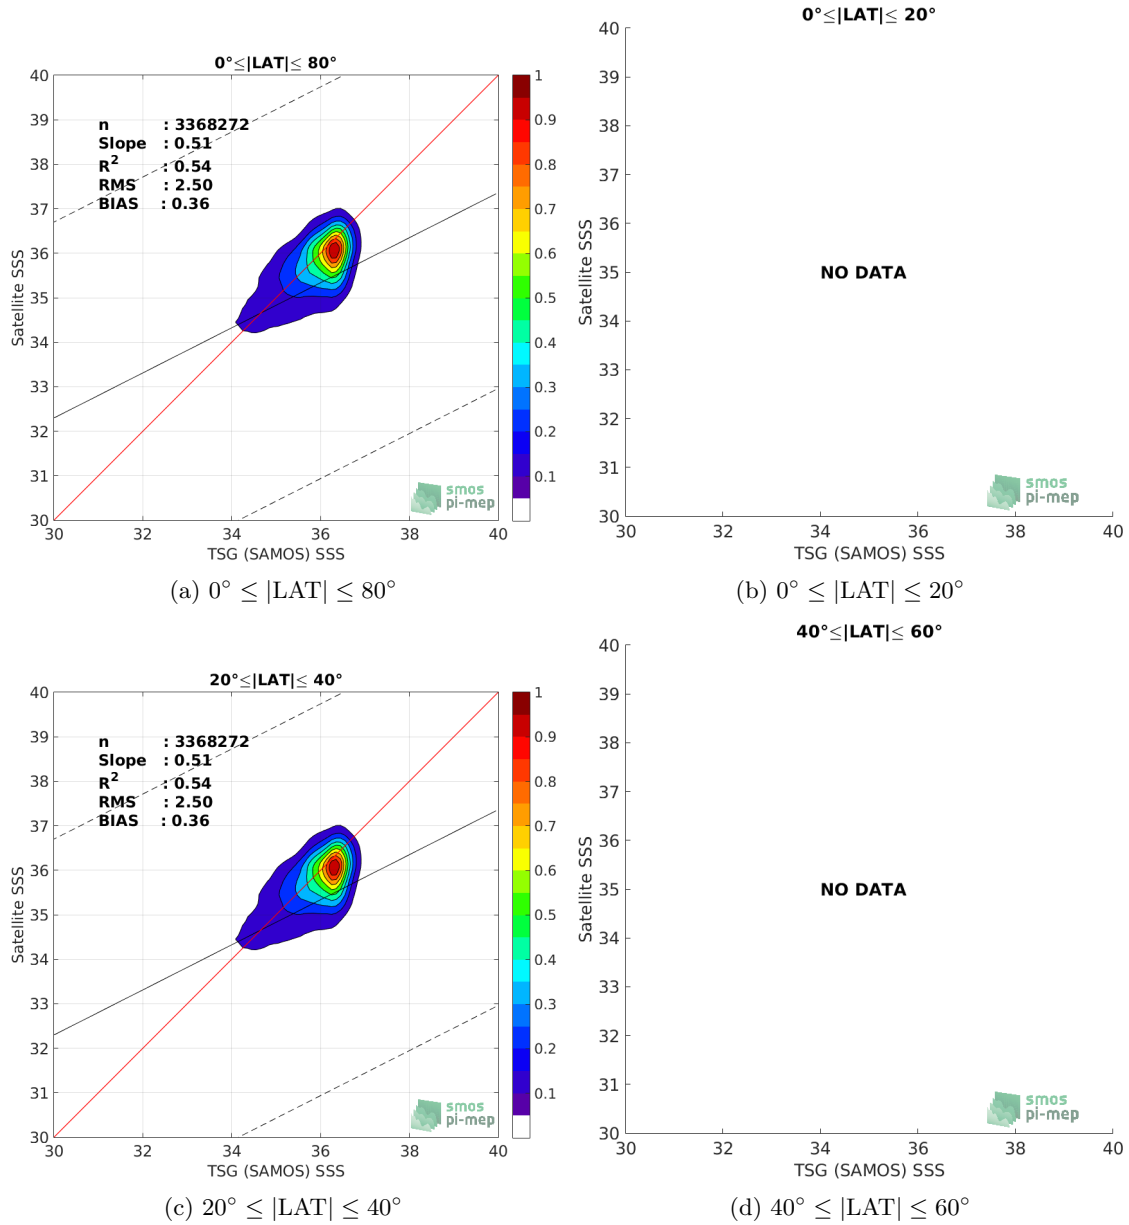 0°≤|LAT|≤ 80°
40
39
38
37
36
35
34
33
32
31
30
Satellite SSS
n : 3368272
Slope : 0.51
R² : 0.54
RMS : 2.50
BIAS : 0.36
1
0.9
0.8
0.7
0.6
0.5
0.4
0.3
0.2
0.1
smos
pi-mep
30 32 34 36 38 40
TSG (SAMOS) SSS
(a) 0° ≤ |LAT| ≤ 80°
0°≤|LAT|≤ 20°
40
39
38
37
36
35
34
33
32
31
30
Satellite SSS
NO DATA
smos
pi-mep
30 32 34 36 38 40
TSG (SAMOS) SSS
(b) 0° ≤ |LAT| ≤ 20°
20°≤|LAT|≤ 40°
40
39
38
37
36
35
34
33
32
31
30
Satellite SSS
n : 3368272
Slope : 0.51
R² : 0.54
RMS : 2.50
BIAS : 0.36
1
0.9
0.8
0.7
0.6
0.5
0.4
0.3
0.2
0.1
smos
pi-mep
30 32 34 36 38 40
TSG (SAMOS) SSS
(c) 20° ≤ |LAT| ≤ 40°
40°≤|LAT|≤ 60°
40
39
38
37
36
35
34
33
32
31
30
Satellite SSS
NO DATA
smos
pi-mep
30 32 34 36 38 40
TSG (SAMOS) SSS
(d) 40° ≤ |LAT| ≤ 60°